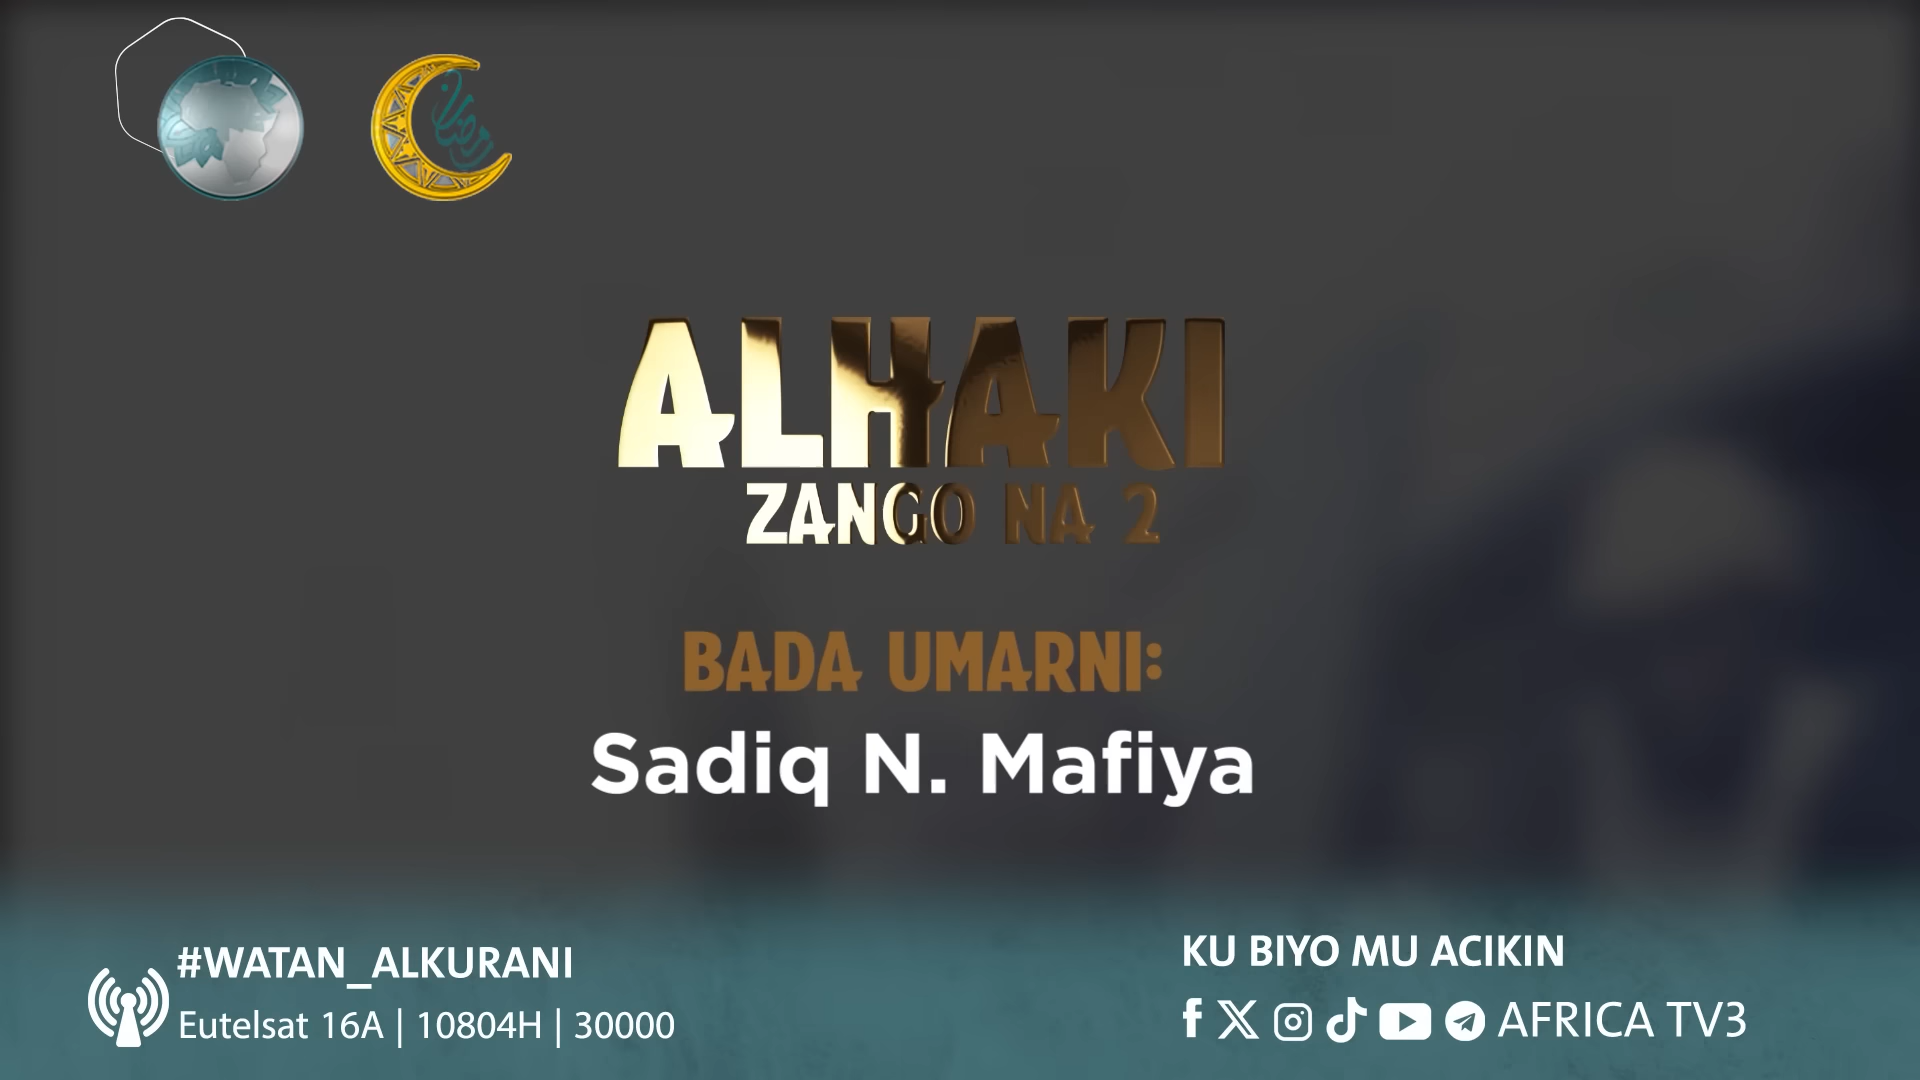 رمضان
ALHAKI
ZANGO NA 2
BADA UMARNI:
Sadiq N. Mafiya
#WATAN_ALKURANI
Eutelsat 16A | 10804H | 30000
KU BIYO MU ACIKIN
AFRICA TV3